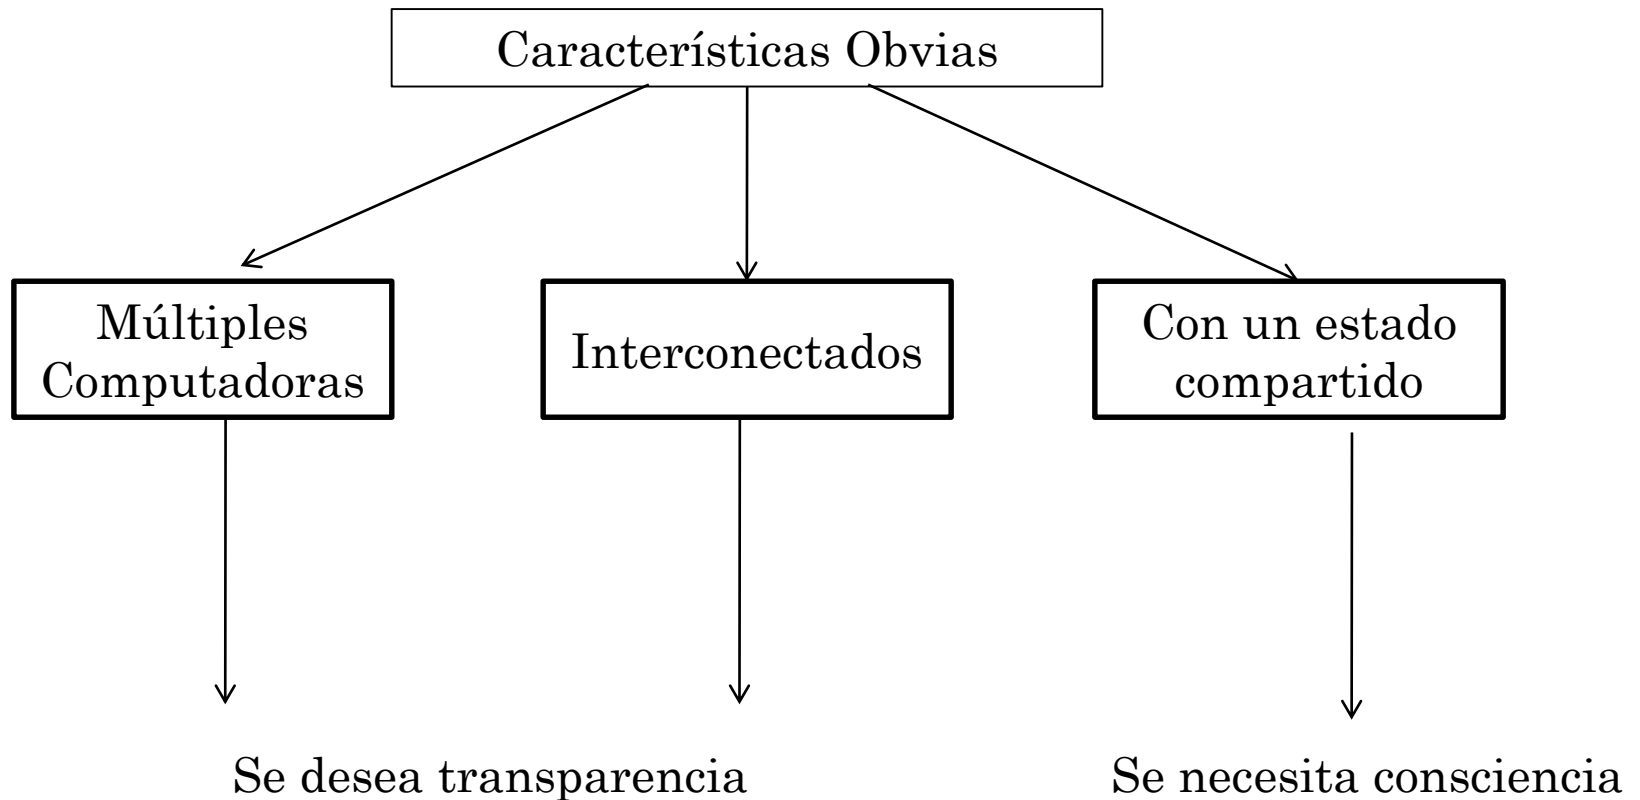 Características Obvias
Múltiples
Computadoras
Interconectados
Con un estado
compartido
Se desea transparencia
Se necesita consciencia